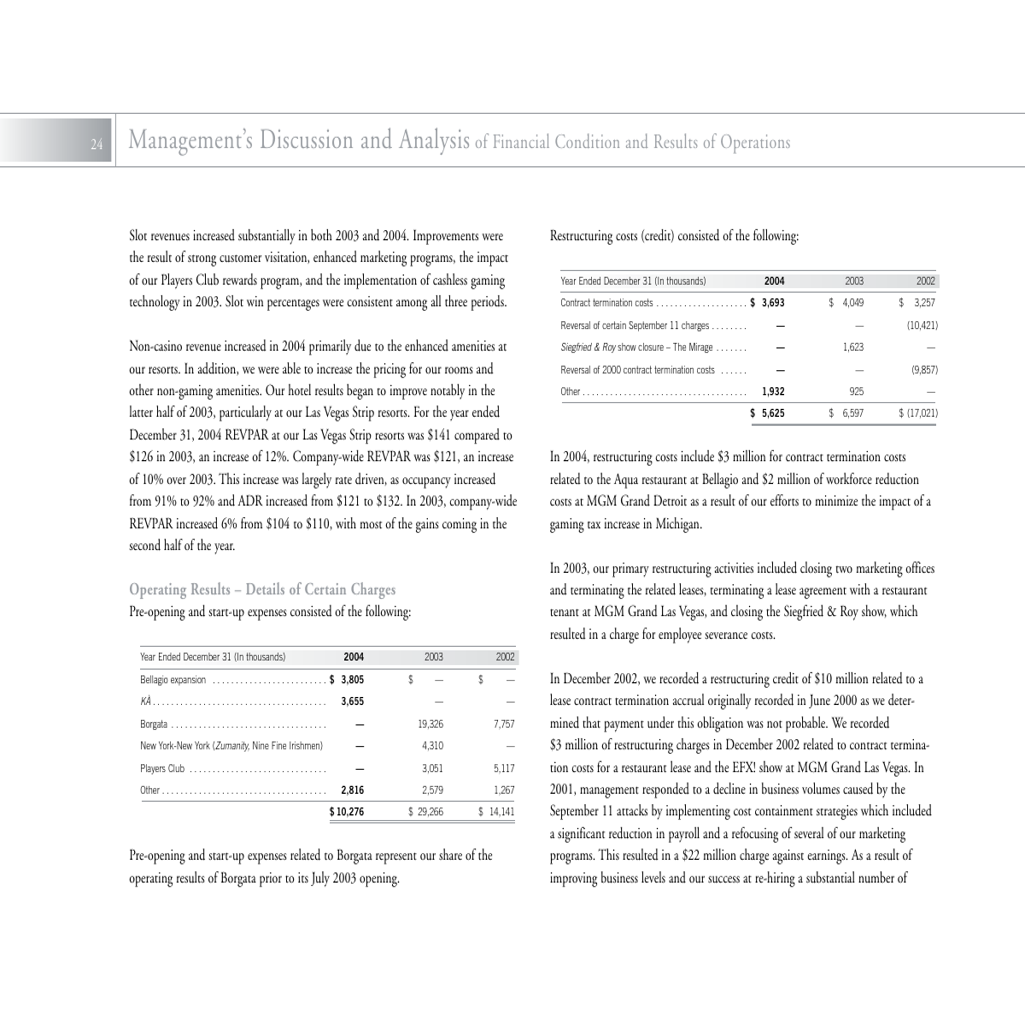 24
Management's Discussion and Analysis of Financial Condition and Results of Operations
Slot revenues increased substantially in both 2003 and 2004. Improvements were
the result of strong customer visitation, enhanced marketing programs, the impact
of our Players Club rewards program, and the implementation of cashless gaming
technology in 2003. Slot win percentages were consistent among all three periods.
Non-casino revenue increased in 2004 primarily due to the enhanced amenities at
our resorts. In addition, we were able to increase the pricing for our rooms and
other non-gaming amenities. Our hotel results began to improve notably in the
latter half of 2003, particularly at our Las Vegas Strip resorts. For the year ended
December 31, 2004 REVPAR at our Las Vegas Strip resorts was $141 compared to
$126 in 2003, an increase of 12%. Company-wide REVPAR was $121, an increase
of 10% over 2003. This increase was largely rate driven, as occupancy increased
from 91% to 92% and ADR increased from $121 to $132. In 2003, company-wide
REVPAR increased 6% from $104 to $110, with most of the gains coming in the
second half of the year.
Operating Results – Details of Certain Charges
Pre-opening and start-up expenses consisted of the following:
Year Ended December 31 (In thousands) 2004 2003 2002
Bellagio expansion ......................... $ 3,805 $ — $ —
KÀ ...................................... 3,655 — —
Borgata .................................. — 19,326 7,757
New York-New York (Zumanity, Nine Fine Irishmen) — 4,310 —
Players Club .............................. — 3,051 5,117
Other .................................... 2,816 2,579 1,267
$ 10,276 $ 29,266 $ 14,141
Pre-opening and start-up expenses related to Borgata represent our share of the
operating results of Borgata prior to its July 2003 opening.
Restructuring costs (credit) consisted of the following:
Year Ended December 31 (In thousands) 2004 2003 2002
Contract termination costs .................... $ 3,693 $ 4,049 $ 3,257
Reversal of certain September 11 charges ........ — — (10,421)
Siegfried & Roy show closure – The Mirage ....... — 1,623 —
Reversal of 2000 contract termination costs ...... — — (9,857)
Other .................................... 1,932 925 —
$ 5,625 $ 6,597 $ (17,021)
In 2004, restructuring costs include $3 million for contract termination costs
related to the Aqua restaurant at Bellagio and $2 million of workforce reduction
costs at MGM Grand Detroit as a result of our efforts to minimize the impact of a
gaming tax increase in Michigan.
In 2003, our primary restructuring activities included closing two marketing offices
and terminating the related leases, terminating a lease agreement with a restaurant
tenant at MGM Grand Las Vegas, and closing the Siegfried & Roy show, which
resulted in a charge for employee severance costs.
In December 2002, we recorded a restructuring credit of $10 million related to a
lease contract termination accrual originally recorded in June 2000 as we deter-
mined that payment under this obligation was not probable. We recorded
$3 million of restructuring charges in December 2002 related to contract termina-
tion costs for a restaurant lease and the EFX! show at MGM Grand Las Vegas. In
2001, management responded to a decline in business volumes caused by the
September 11 attacks by implementing cost containment strategies which included
a significant reduction in payroll and a refocusing of several of our marketing
programs. This resulted in a $22 million charge against earnings. As a result of
improving business levels and our success at re-hiring a substantial number of